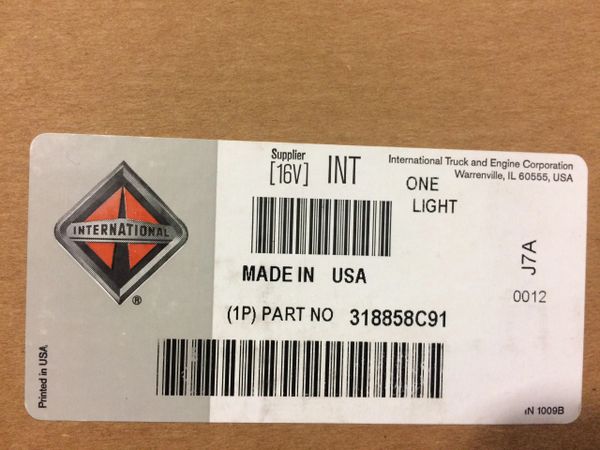 Supplier
[16V] INT
International Truck and Engine Corporation
Warrenville, IL 60555, USA
ONE
LIGHT
INTERNATIONAL
®
MADE IN USA
J7A
0012
(1P) PART NO 318858C91
Printed in USA
IN 1009B